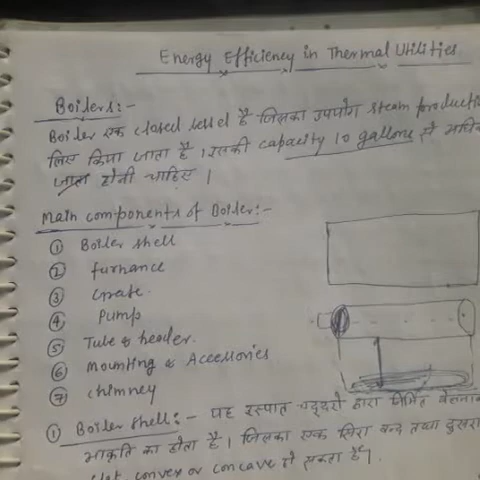 Energy Efficiency in Thermal Utilities
Boilers:-
Boiler एक closed vessel है जिसका उपयोग steam producti
लिए किया जाता है। इसकी capacity 10 gallons से अधिक
होनी चाहिए।
Main components of Boiler:-
① Boiler shell
② furnance
③ Grate.
④ Pump
⑤ Tube & header.
⑥ Mounting & Accessories
⑦ chimney
① Boiler shell:- यह इस्पात चद्दरो द्वारा निर्मित बेलनाक
आकृति का होता है। जिसका एक सिरा बन्द तथा दुसरा
flat, convex or concave हो सकता है।